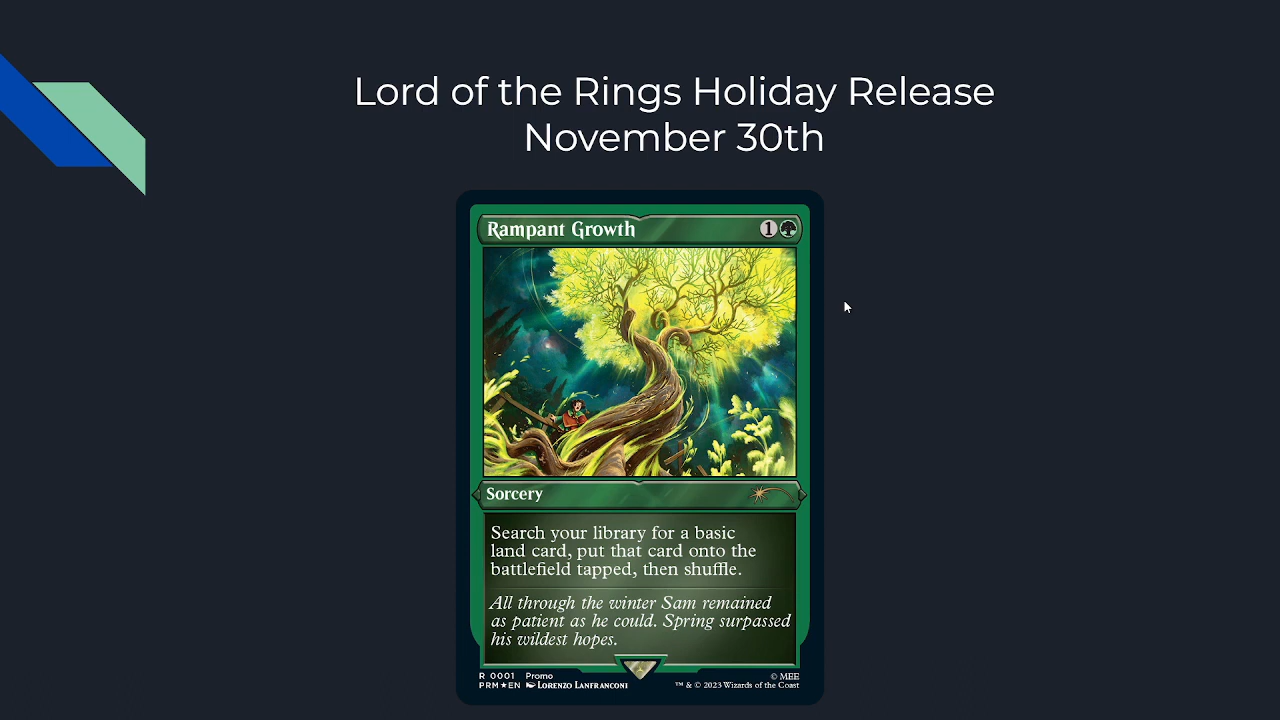 Lord of the Rings Holiday Release
November 30th
Rampant Growth 1
Sorcery
Search your library for a basic
land card, put that card onto the
battlefield tapped, then shuffle.
All through the winter Sam remained
as patient as he could. Spring surpassed
his wildest hopes.
R 0001 Promo © MEE
PRM★EN Lorenzo Lanfranconi ™ & © 2023 Wizards of the Coast